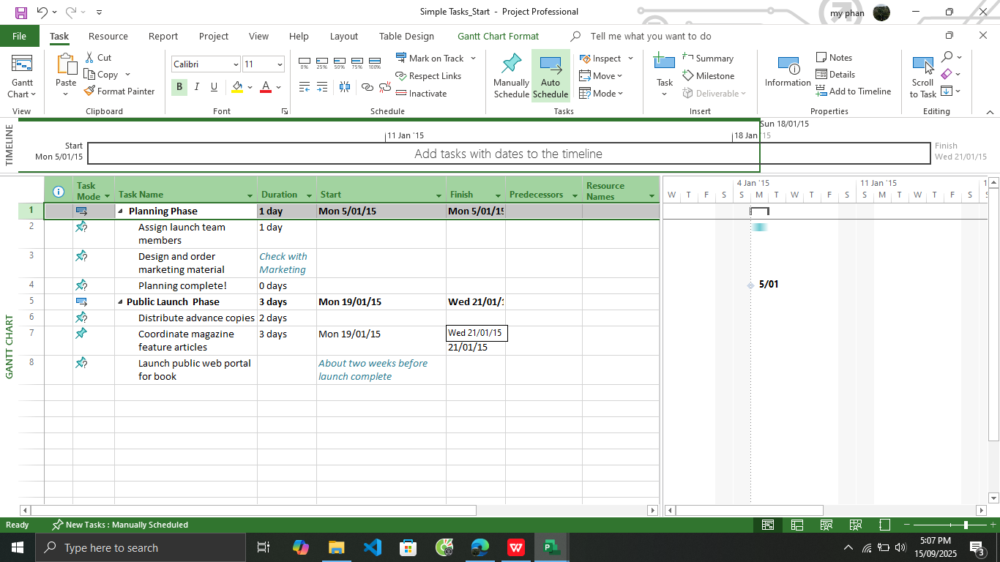 Simple Tasks_Start - Project Professional
my phan
File Task Resource Report Project View Help Layout Table Design Gantt Chart Format Tell me what you want to do
Gantt Chart
View
Paste
Cut
Copy
Format Painter
Clipboard
Calibri 11
B I U A
Font
0% 25% 50% 75% 100%
Mark on Track
Respect Links
Inactivate
Schedule
Manually Schedule
Auto Schedule
Inspect
Move
Mode
Tasks
Task
Summary
Milestone
Deliverable
Insert
Information
Notes
Details
Add to Timeline
Properties
Scroll to Task
Editing
TIMELINE
Sun 18/01/15
11 Jan '15 18 Jan '15
Start
Mon 5/01/15
Add tasks with dates to the timeline
Finish
Wed 21/01/15
GANTT CHART
Task Mode Task Name Duration Start Finish Predecessors Resource Names
4 Jan '15 11 Jan '15 1
W T F S S M T W T F S S M T W T F S S
1 Planning Phase 1 day Mon 5/01/15 Mon 5/01/15
2 Assign launch team members 1 day
3 Design and order marketing material Check with Marketing
4 Planning complete! 0 days
5/01
5 Public Launch Phase 3 days Mon 19/01/15 Wed 21/01/1
6 Distribute advance copies 2 days
7 Coordinate magazine feature articles 3 days Mon 19/01/15 Wed 21/01/15
21/01/15
8 Launch public web portal for book About two weeks before launch complete
Ready New Tasks : Manually Scheduled
Type here to search
5:07 PM
15/09/2025
3